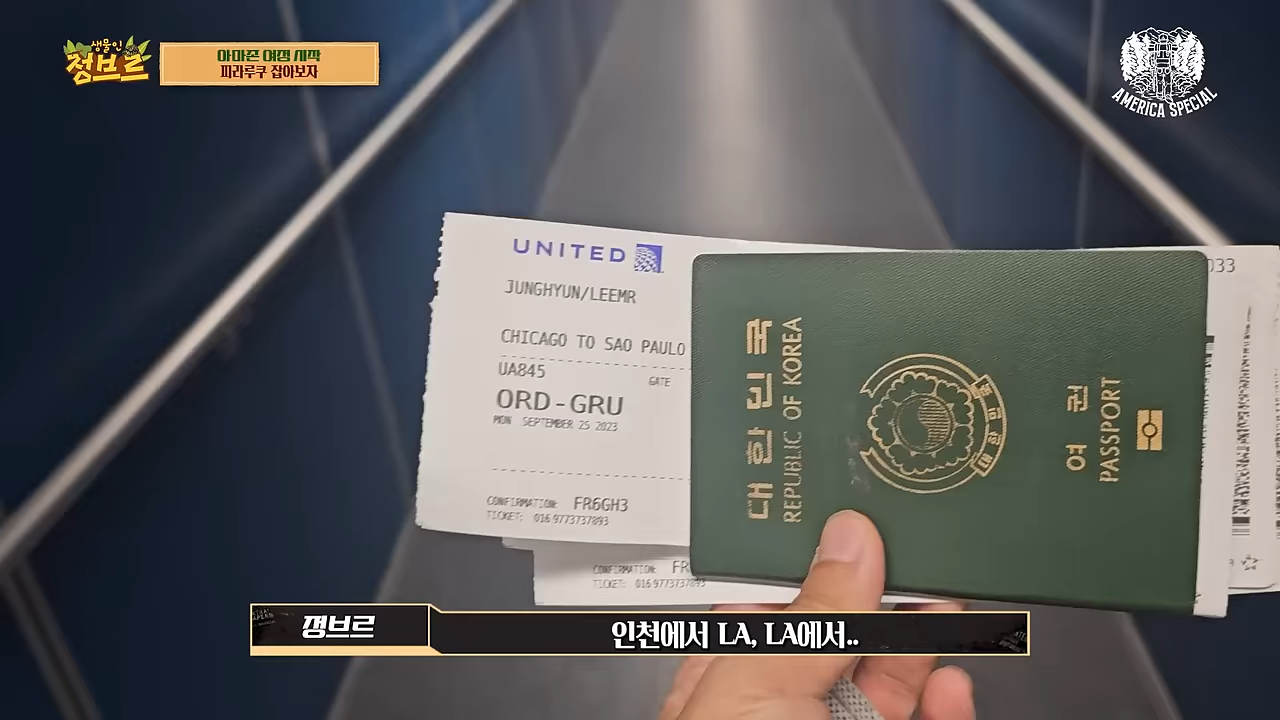 생물인
정브르
아마존 여정 시작
피라루쿠 잡아보자
AMERICA SPECIAL
UNITED
JUNGHYUN/LEEMR
CHICAGO TO SAO PAULO
UA845
GATE
ORD-GRU
MON SEPTEMBER 25 2023
CONFIRMATION: FR6GH3
TICKET: 016 9773737893
CONFIRMATION: FR
TICKET: 016 9773737893
033
대한민국
REPUBLIC OF KOREA
여권
PASSPORT
정브르
인천에서 LA, LA에서..